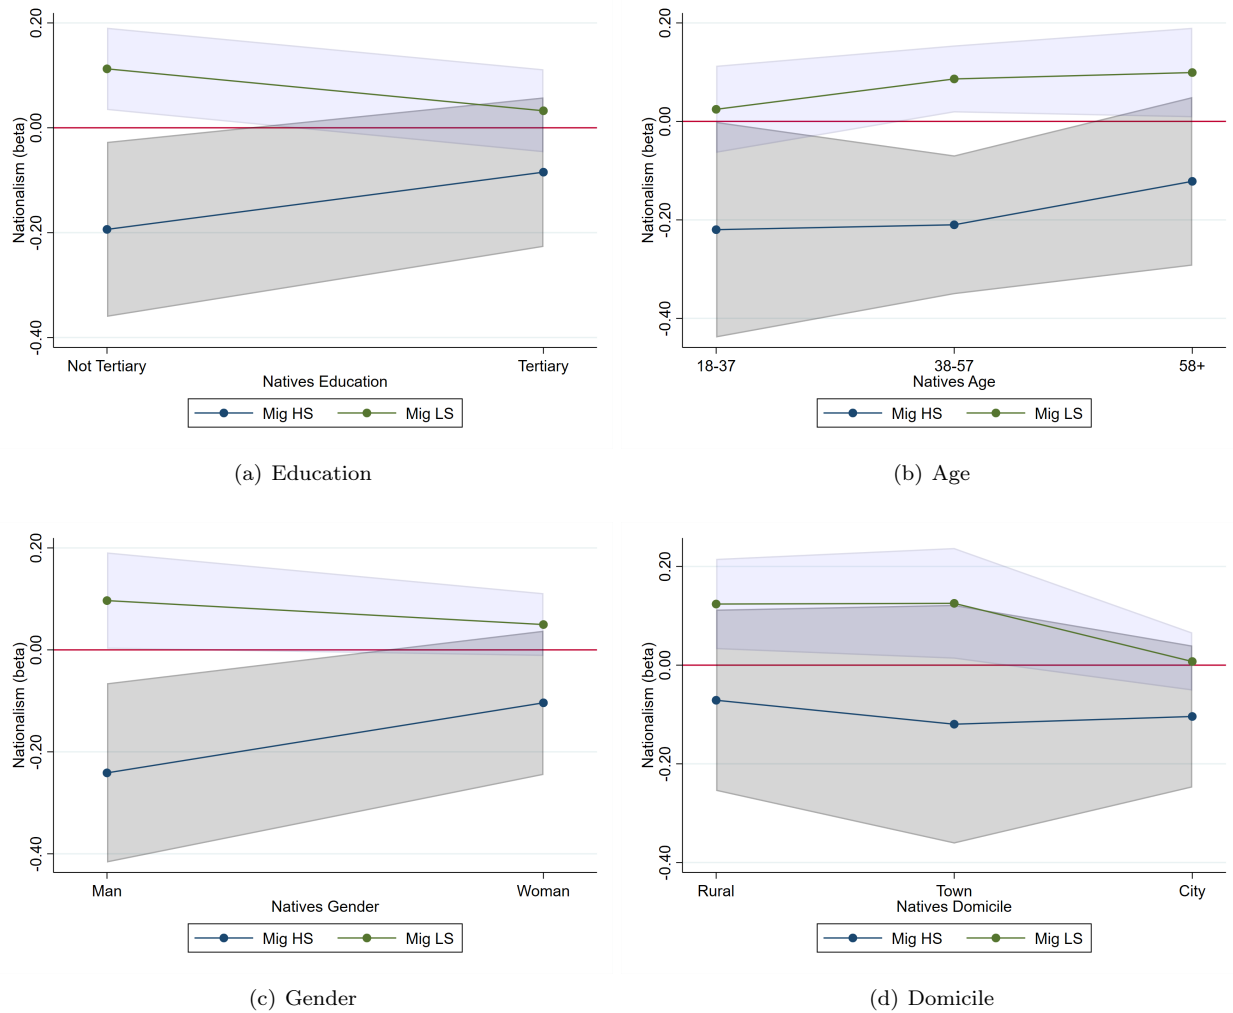 0.20
0.00
-0.20
-0.40
Nationalism (beta)
Not Tertiary
Tertiary
Natives Education
Mig HS
Mig LS
(a) Education
0.20
0.00
-0.20
-0.40
Nationalism (beta)
18-37
38-57
58+
Natives Age
Mig HS
Mig LS
(b) Age
0.20
0.00
-0.20
-0.40
Nationalism (beta)
Man
Woman
Natives Gender
Mig HS
Mig LS
(c) Gender
0.20
0.00
-0.20
-0.40
Nationalism (beta)
Rural
Town
City
Natives Domicile
Mig HS
Mig LS
(d) Domicile